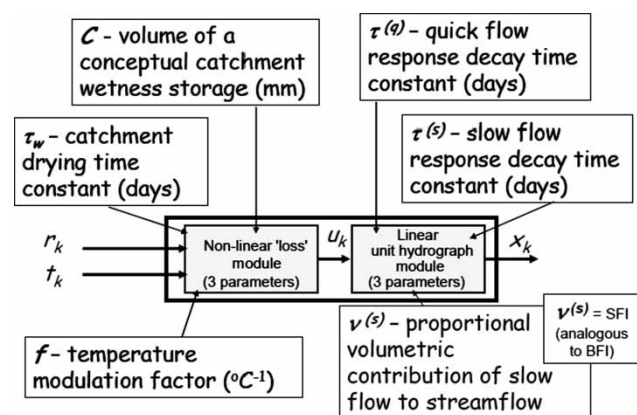 C - volume of a
conceptual catchment
wetness storage (mm)
τ(q) - quick flow
response decay time
constant (days)
τw – catchment
drying time
constant (days)
τ(s) - slow flow
response decay time
constant (days)
rk
tk
Non-linear 'loss'
module
(3 parameters)
uk
Linear
unit hydrograph
module
(3 parameters)
xk
f – temperature
modulation factor (oC-1)
ν(s) – proportional
volumetric
contribution of slow
flow to streamflow
ν(s) = SFI
(analogous
to BFI)